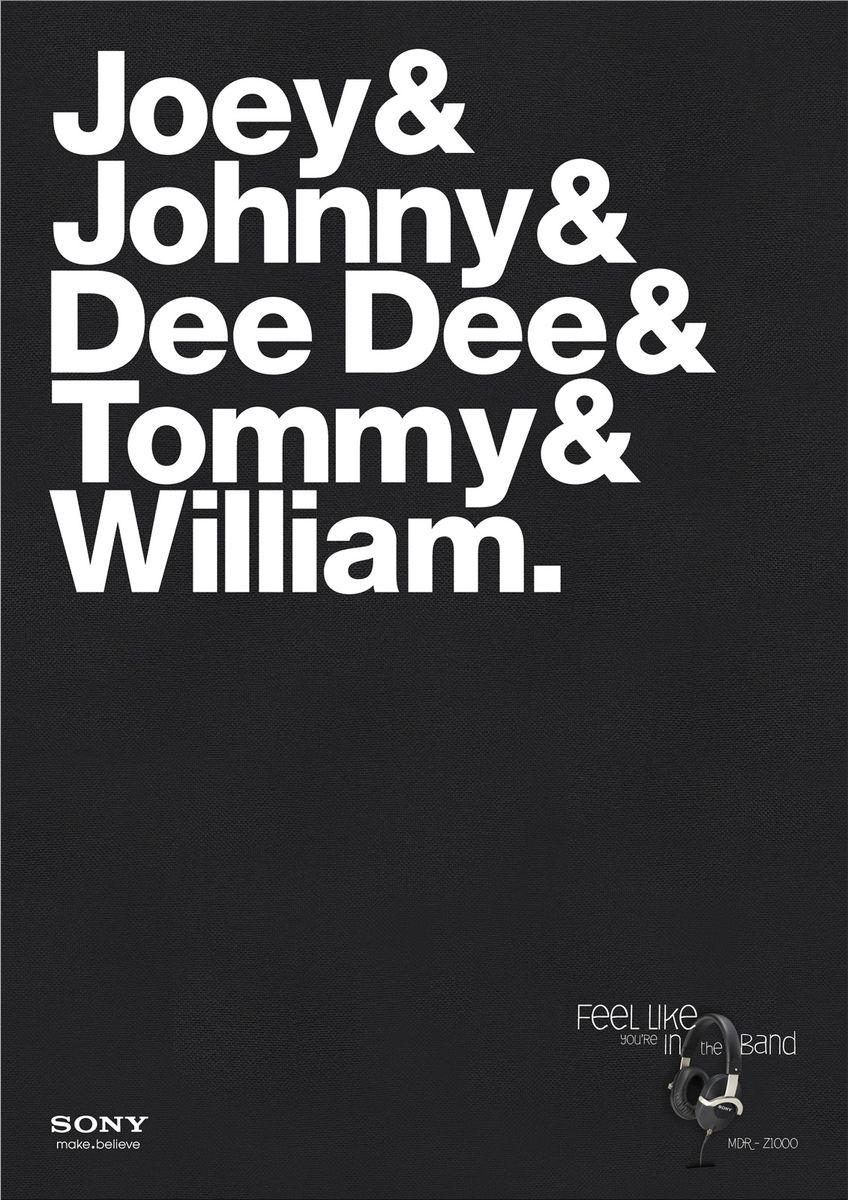 Joey&
Johnny&
Dee Dee&
Tommy&
William.
Feel like
you're in the Band
SONY
MDR-Z1000
SONY
make.believe